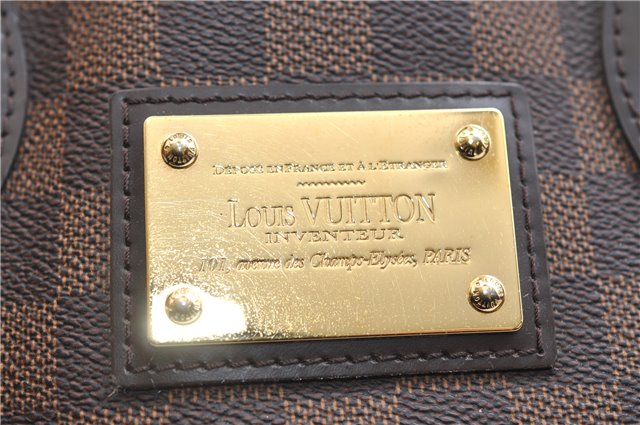 DÉPOSÉ EN FRANCE ET À L'ÉTRANGER
LOUIS VUITTON
INVENTEUR
101, avenue des Champs-Elysées, PARIS